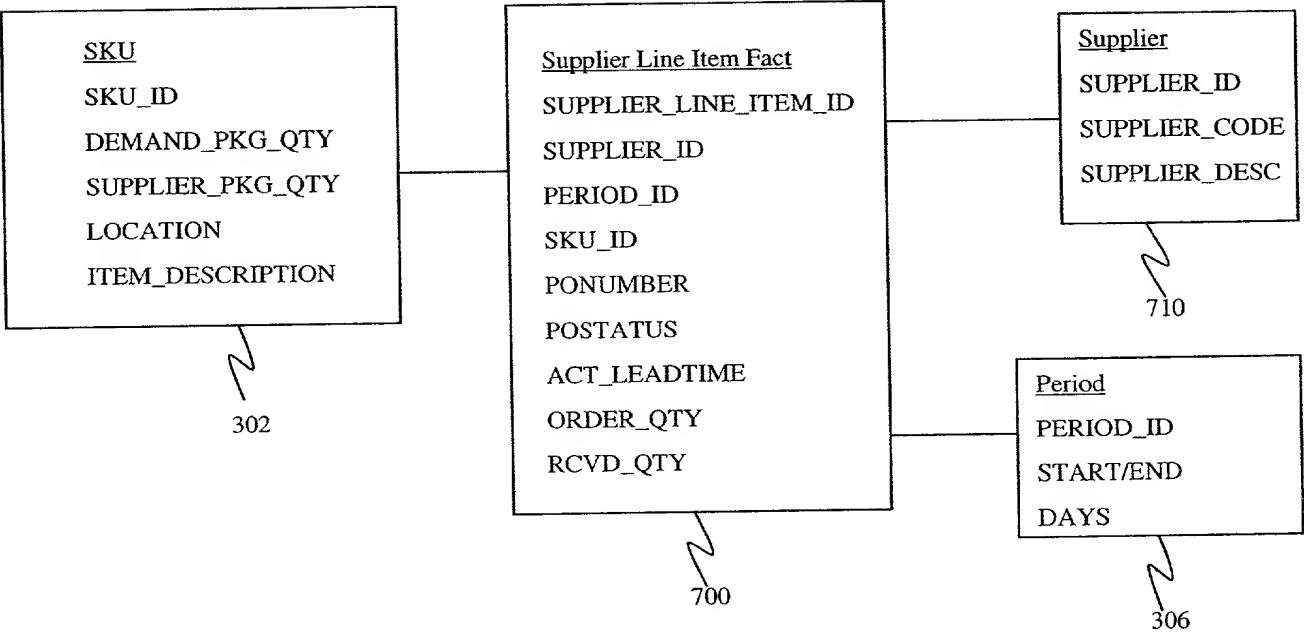 SKU
SKU_ID
DEMAND_PKG_QTY
SUPPLIER_PKG_QTY
LOCATION
ITEM_DESCRIPTION
302
Supplier Line Item Fact
SUPPLIER_LINE_ITEM_ID
SUPPLIER_ID
PERIOD_ID
SKU_ID
PONUMBER
POSTATUS
ACT_LEADTIME
ORDER_QTY
RCVD_QTY
700
Supplier
SUPPLIER_ID
SUPPLIER_CODE
SUPPLIER_DESC
710
Period
PERIOD_ID
START/END
DAYS
306